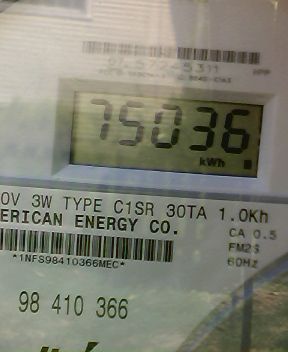 75036
kWh
0V 3W TYPE C1SR 30TA 1.0Kh
ERICAN ENERGY CO.
CA 0.5
FM2S
60Hz
*1NFS98410366MEC*
98 410 366